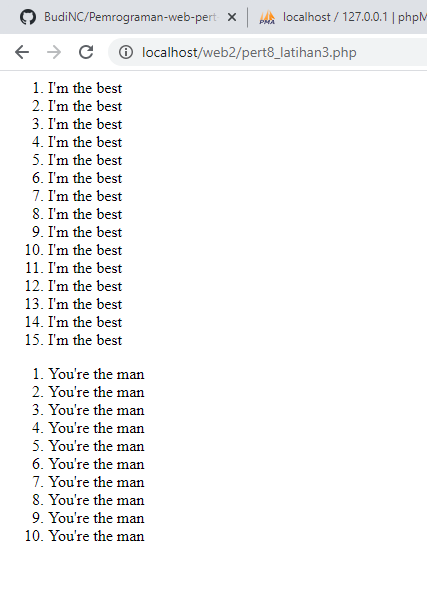 BudiNC/Pemrograman-web-pert
localhost / 127.0.0.1 | phpM
localhost/web2/pert8_latihan3.php
1. I'm the best
2. I'm the best
3. I'm the best
4. I'm the best
5. I'm the best
6. I'm the best
7. I'm the best
8. I'm the best
9. I'm the best
10. I'm the best
11. I'm the best
12. I'm the best
13. I'm the best
14. I'm the best
15. I'm the best
1. You're the man
2. You're the man
3. You're the man
4. You're the man
5. You're the man
6. You're the man
7. You're the man
8. You're the man
9. You're the man
10. You're the man